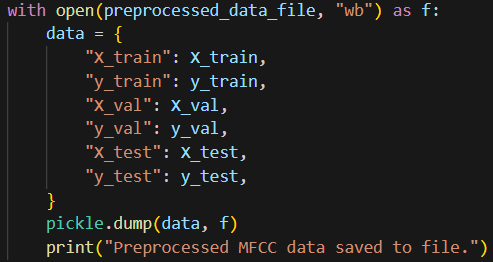 with open(preprocessed_data_file, "wb") as f:
    data = {
        "X_train": X_train,
        "y_train": y_train,
        "X_val": X_val,
        "y_val": y_val,
        "X_test": X_test,
        "y_test": y_test,
    }
    pickle.dump(data, f)
    print("Preprocessed MFCC data saved to file.")